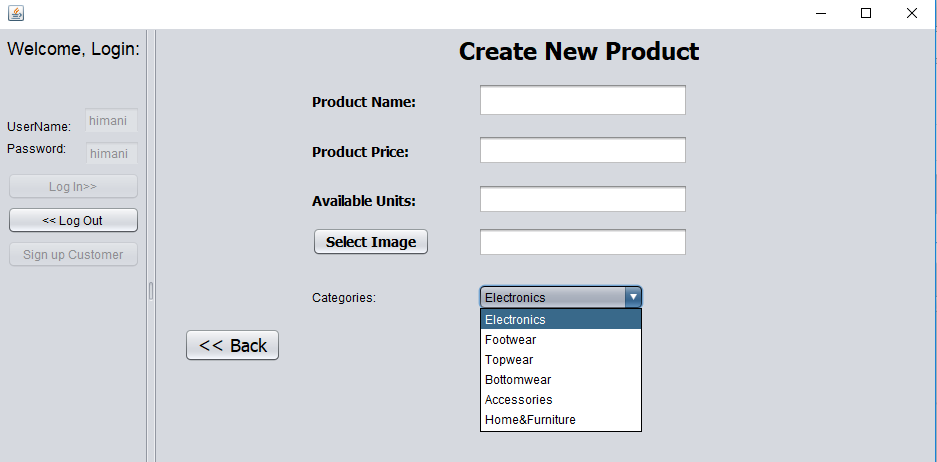 Welcome, Login:
UserName: himani
Password: himani
Log In>>
<< Log Out
Sign up Customer
Create New Product
Product Name:
Product Price:
Available Units:
Select Image
Categories: Electronics
Electronics
Footwear
Topwear
Bottomwear
Accessories
Home&Furniture
<< Back